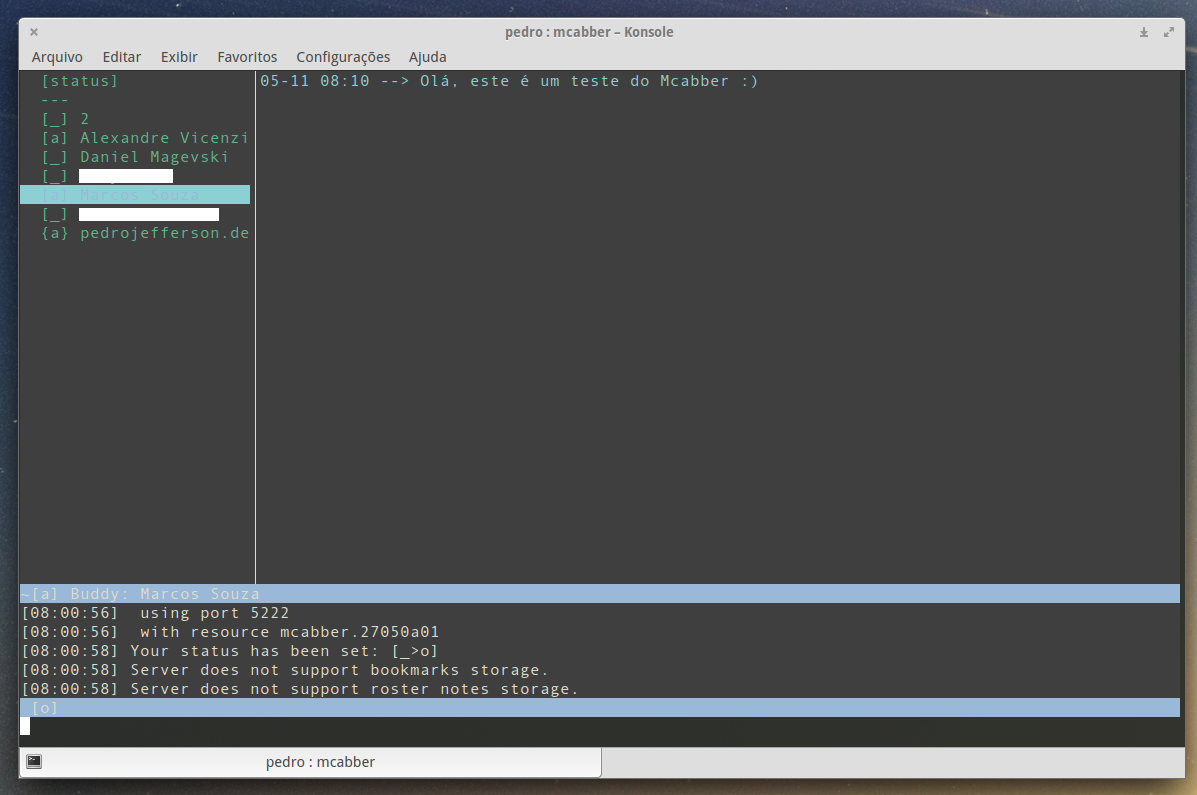 pedro : mcabber – Konsole
Arquivo Editar Exibir Favoritos Configurações Ajuda
[status]
---
[_] 2
[a] Alexandre Vicenzi
[_] Daniel Magevski
[_]
[a] Marcos Souza
[_]
{a} pedrojefferson.de
05-11 08:10 --> Olá, este é um teste do Mcabber :)
~[a] Buddy: Marcos Souza
[08:00:56]  using port 5222
[08:00:56]  with resource mcabber.27050a01
[08:00:58] Your status has been set: [_>o]
[08:00:58] Server does not support bookmarks storage.
[08:00:58] Server does not support roster notes storage.
[o]
pedro : mcabber